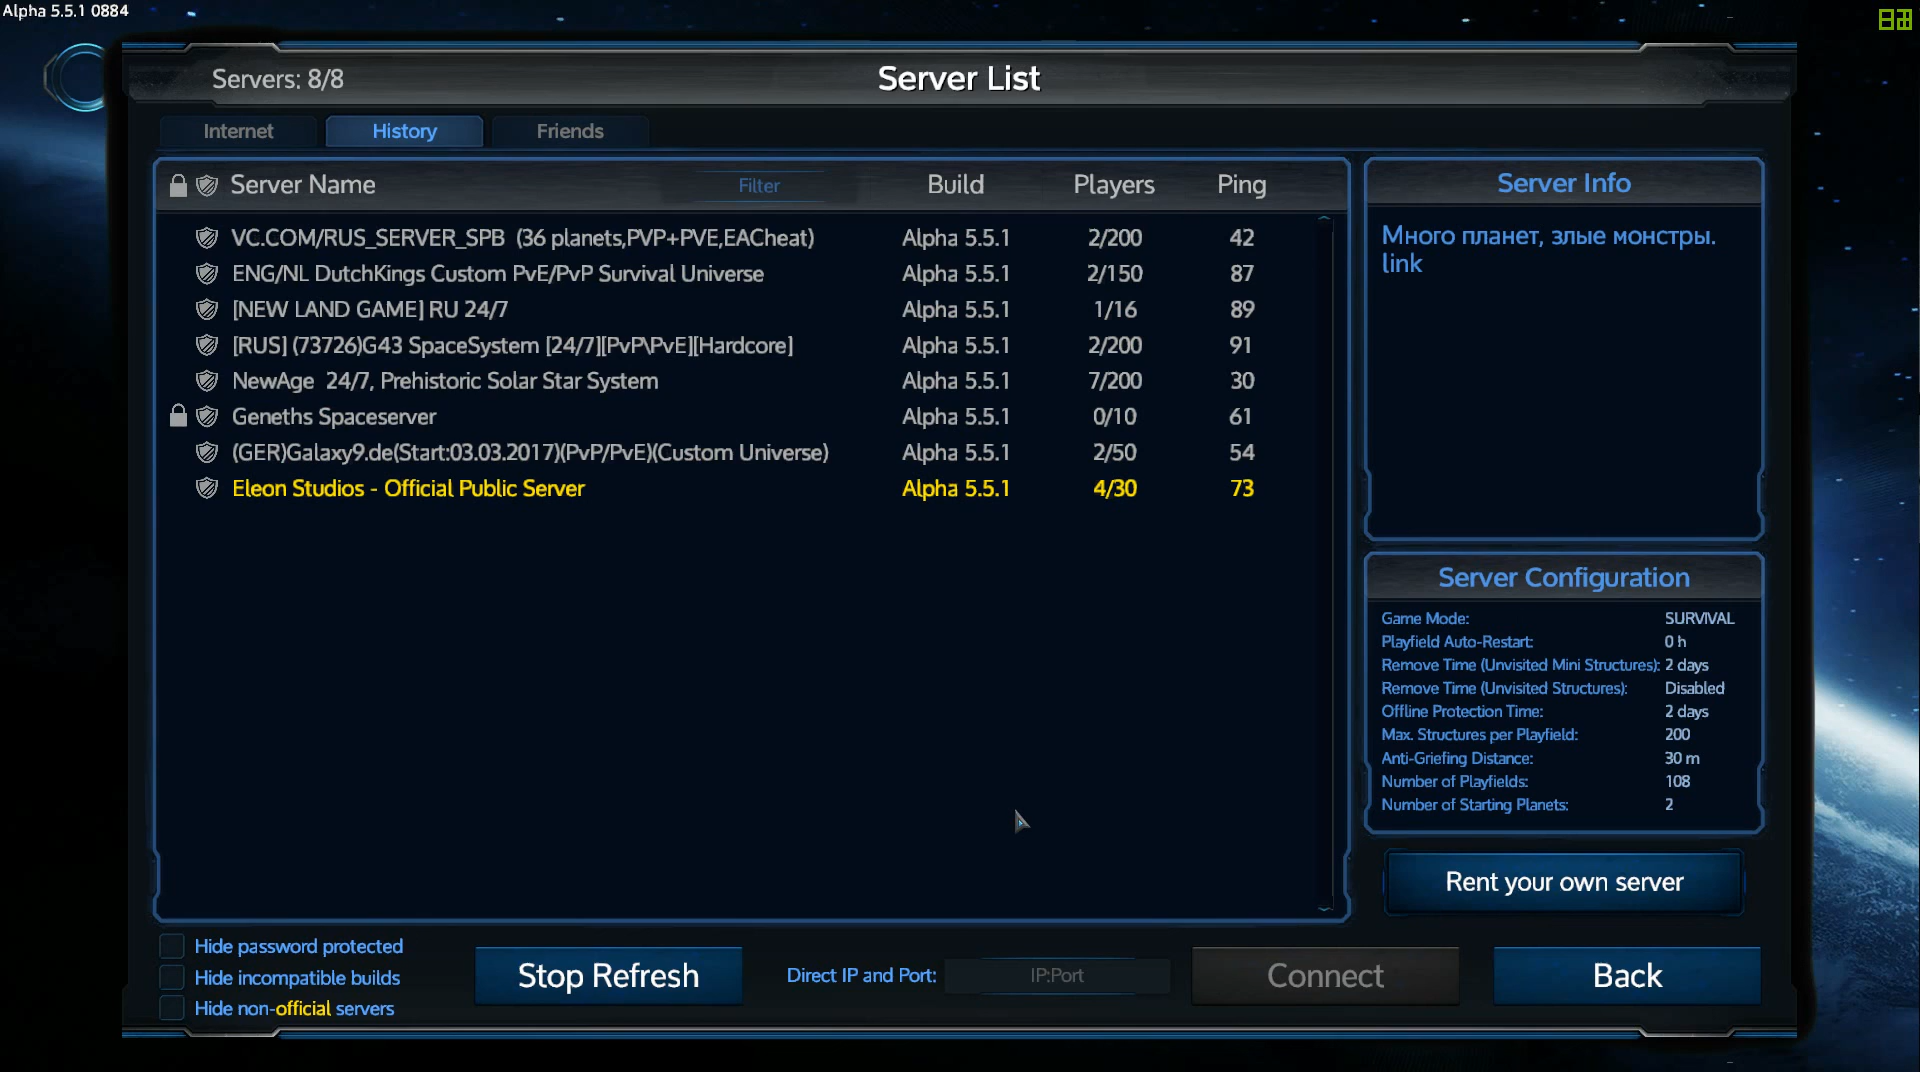 Alpha 5.5.1 0884
82
Servers: 8/8
Server List
Internet
History
Friends
Server Name Filter Build Players Ping
VC.COM/RUS_SERVER_SPB (36 planets,PVP+PVE,EACheat) Alpha 5.5.1 2/200 42
ENG/NL DutchKings Custom PvE/PvP Survival Universe Alpha 5.5.1 2/150 87
[NEW LAND GAME] RU 24/7 Alpha 5.5.1 1/16 89
[RUS] (73726)G43 SpaceSystem [24/7][PvP\PvE][Hardcore] Alpha 5.5.1 2/200 91
NewAge 24/7, Prehistoric Solar Star System Alpha 5.5.1 7/200 30
Geneths Spaceserver Alpha 5.5.1 0/10 61
(GER)Galaxy9.de(Start:03.03.2017)(PvP/PvE)(Custom Universe) Alpha 5.5.1 2/50 54
Eleon Studios - Official Public Server Alpha 5.5.1 4/30 73
Server Info
Много планет, злые монстры.
link
Server Configuration
Game Mode: SURVIVAL
Playfield Auto-Restart: 0 h
Remove Time (Unvisited Mini Structures): 2 days
Remove Time (Unvisited Structures): Disabled
Offline Protection Time: 2 days
Max. Structures per Playfield: 200
Anti-Griefing Distance: 30 m
Number of Playfields: 108
Number of Starting Planets: 2
Rent your own server
Hide password protected
Hide incompatible builds
Hide non-official servers
Stop Refresh
Direct IP and Port: IP:Port
Connect
Back